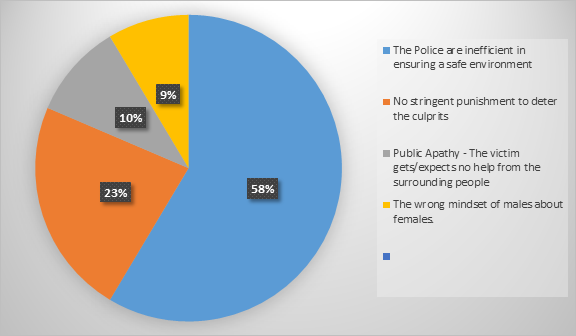 9%
10%
23%
58%
The Police are inefficient in
ensuring a safe environment
No stringent punishment to deter
the culprits
Public Apathy - The victim
gets/expects no help from the
surrounding people
The wrong mindset of males about
females.